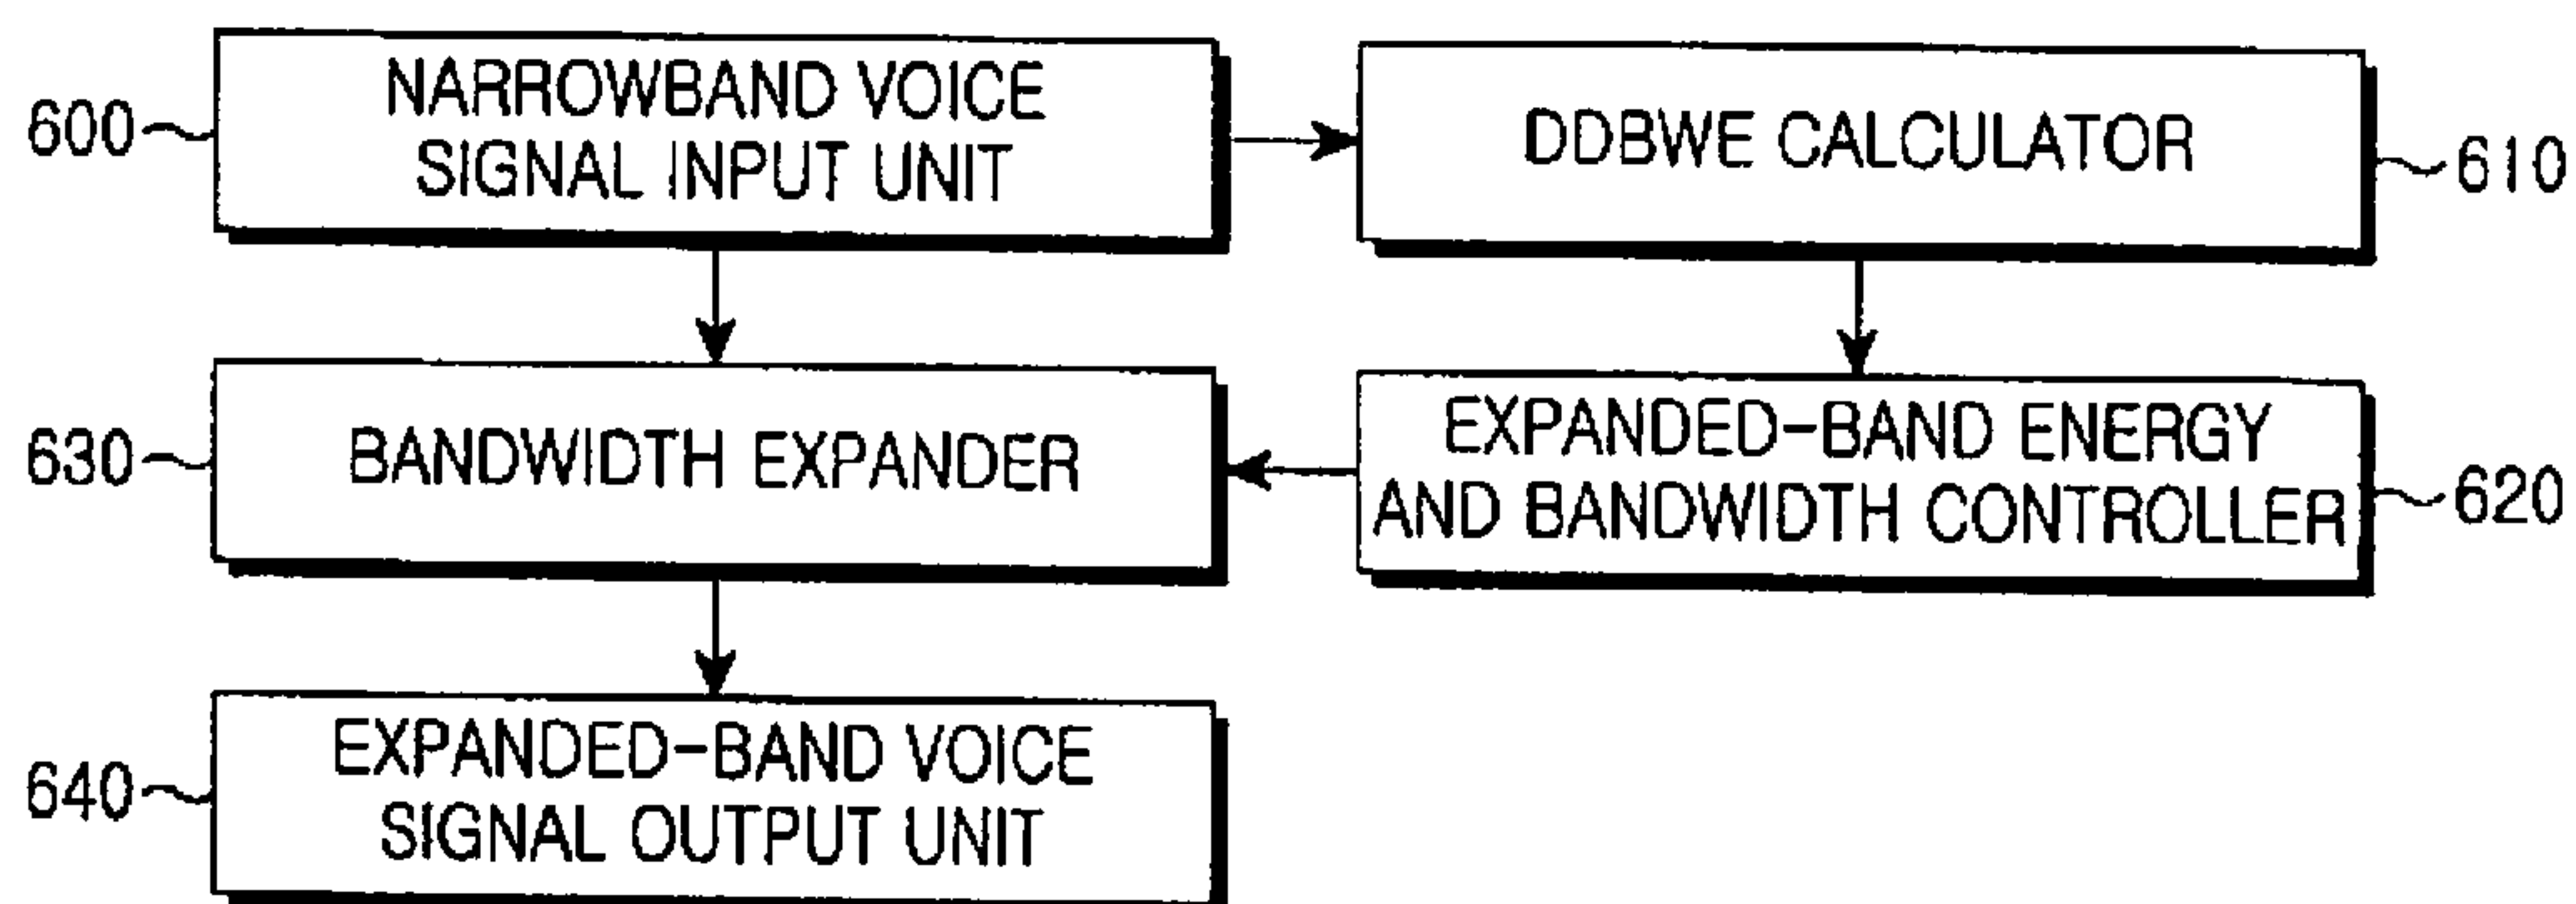 600
NARROWBAND VOICE
SIGNAL INPUT UNIT
DDBWE CALCULATOR
610
630
BANDWIDTH EXPANDER
EXPANDED-BAND ENERGY
AND BANDWIDTH CONTROLLER
620
640
EXPANDED-BAND VOICE
SIGNAL OUTPUT UNIT